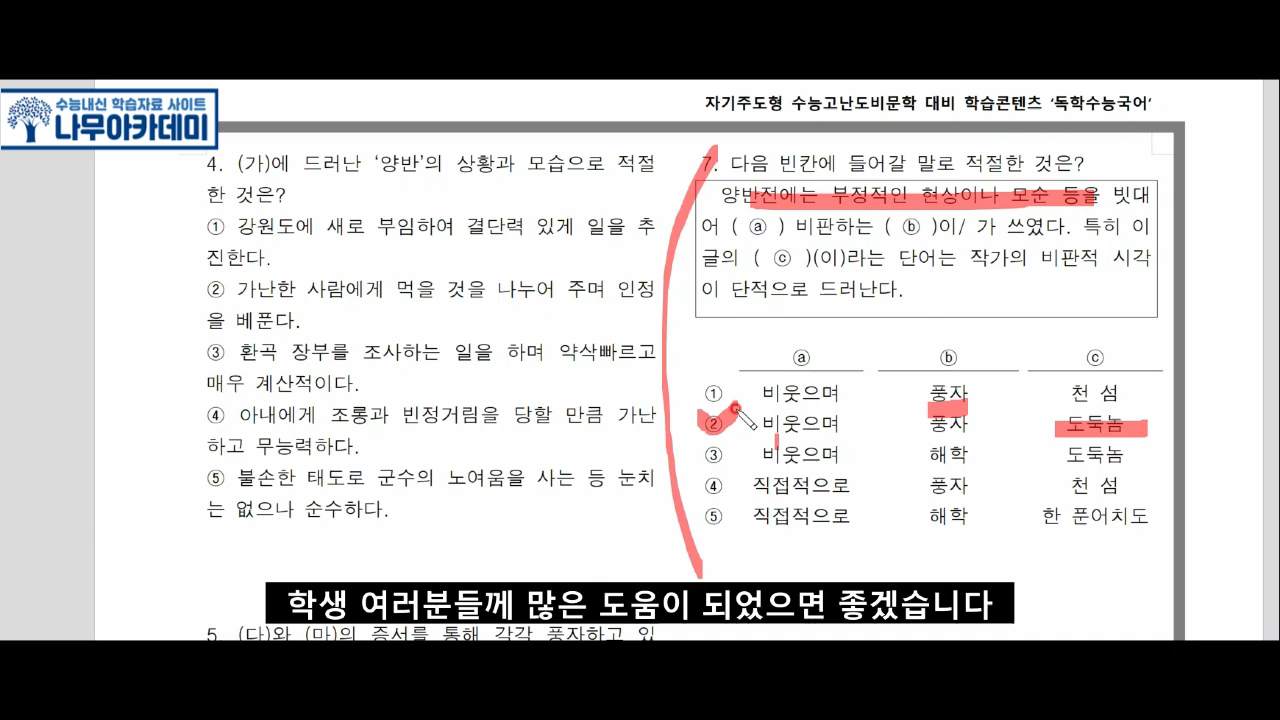 수능내신 학습자료 사이트
나무아카데미
자기주도형 수능고난도비문학 대비 학습콘텐츠 ‘독학수능국어’
4. (가)에 드러난 ‘양반’의 상황과 모습으로 적절
한 것은?
① 강원도에 새로 부임하여 결단력 있게 일을 추
진한다.
② 가난한 사람에게 먹을 것을 나누어 주며 인정
을 베푼다.
③ 환곡 장부를 조사하는 일을 하며 약삭빠르고
매우 계산적이다.
④ 아내에게 조롱과 빈정거림을 당할 만큼 가난
하고 무능력하다.
⑤ 불손한 태도로 군수의 노여움을 사는 등 눈치
는 없으나 순수하다.
5. (다)와 (마)의 증서를 통해 각각 풍자하고 있
7. 다음 빈칸에 들어갈 말로 적절한 것은?
양반전에는 부정적인 현상이나 모순 등을 빗대
어 ( ⓐ ) 비판하는 ( ⓑ )이/ 가 쓰였다. 특히 이
글의 ( ⓒ )(이)라는 단어는 작가의 비판적 시각
이 단적으로 드러난다.
ⓐ ⓑ ⓒ
① 비웃으며 풍자 천 섬
② 비웃으며 풍자 도둑놈
③ 비웃으며 해학 도둑놈
④ 직접적으로 풍자 천 섬
⑤ 직접적으로 해학 한 푼어치도
학생 여러분들께 많은 도움이 되었으면 좋겠습니다